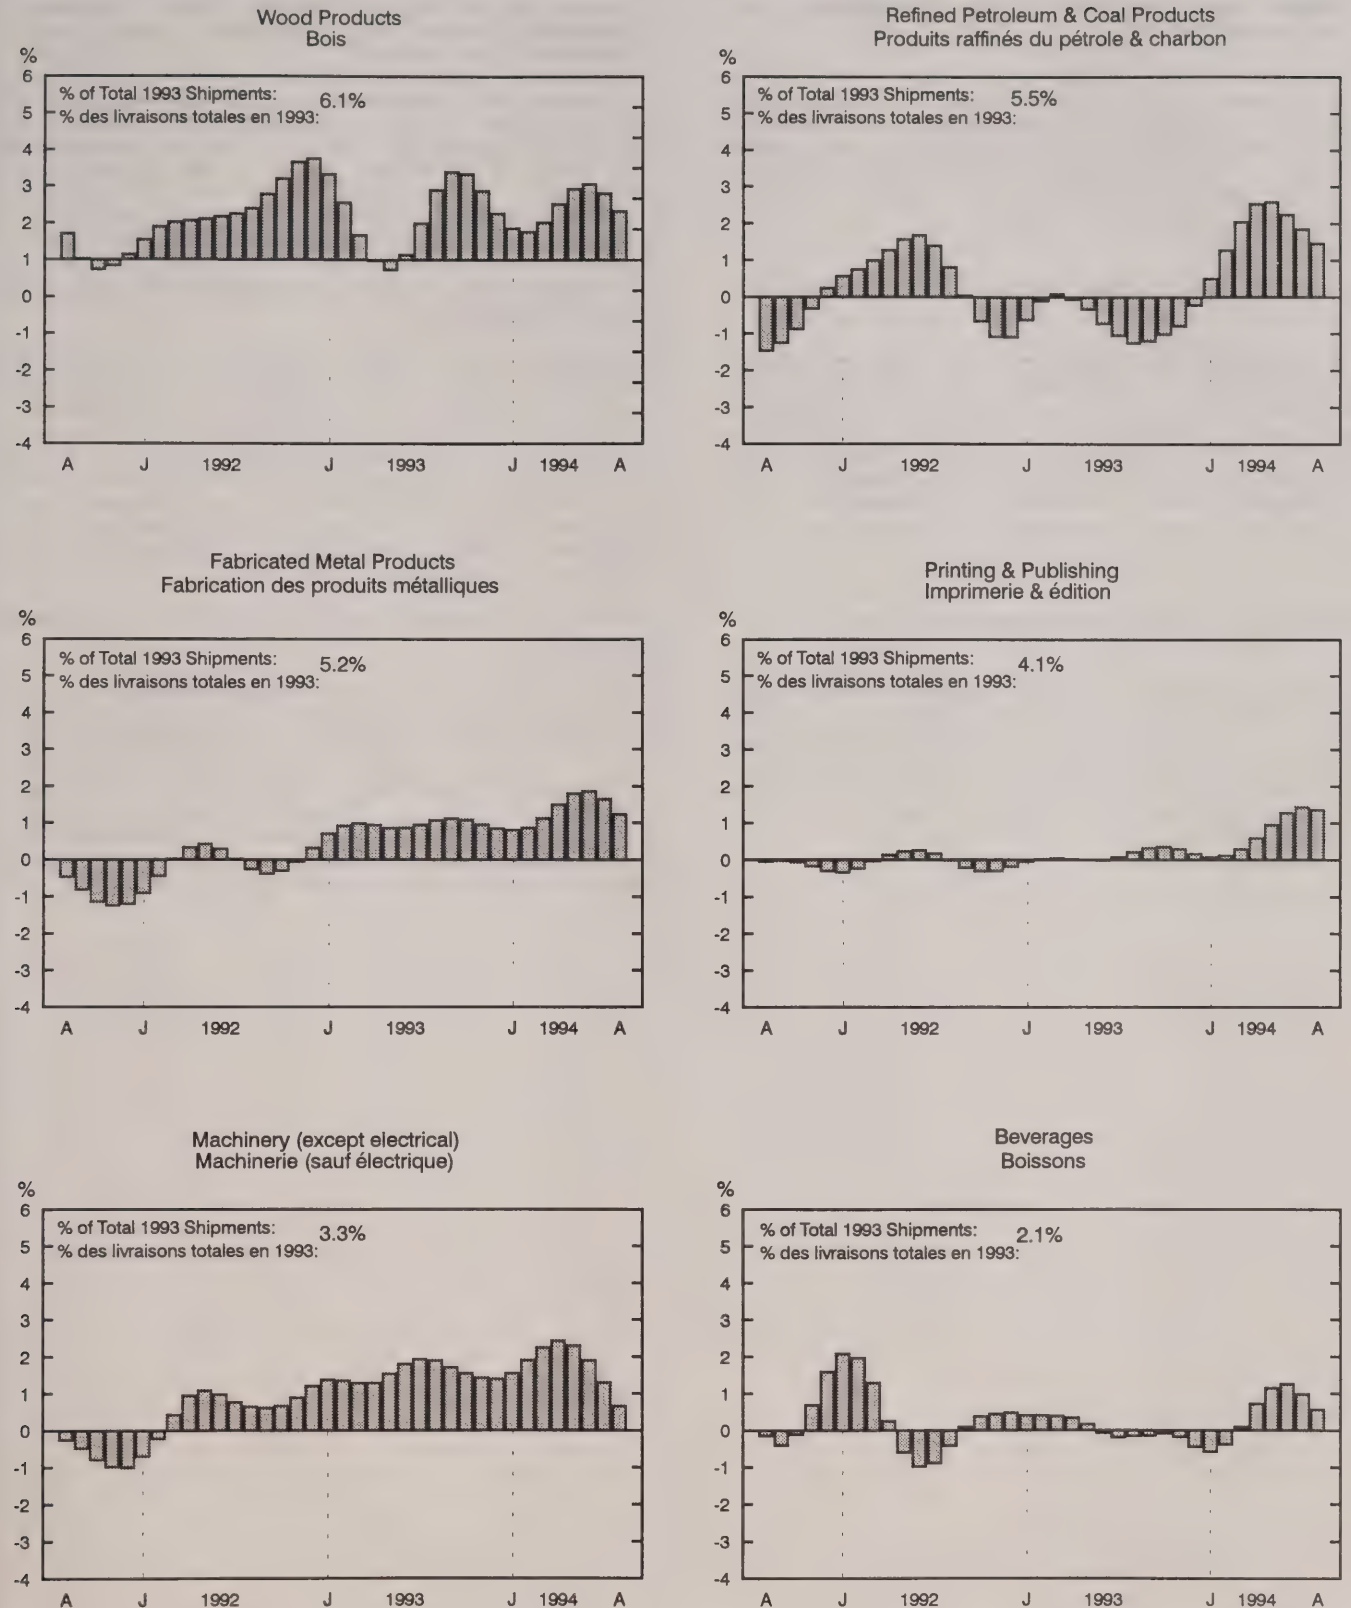 Wood Products
Bois
%
6
5
4
3
2
1
0
-1
-2
-3
-4
% of Total 1993 Shipments: 6.1%
% des livraisons totales en 1993:
A J 1992 J 1993 J 1994 A
Refined Petroleum & Coal Products
Produits raffinés du pétrole & charbon
%
6
5
4
3
2
1
0
-1
-2
-3
-4
% of Total 1993 Shipments: 5.5%
% des livraisons totales en 1993:
A J 1992 J 1993 J 1994 A
Fabricated Metal Products
Fabrication des produits métalliques
%
6
5
4
3
2
1
0
-1
-2
-3
-4
% of Total 1993 Shipments: 5.2%
% des livraisons totales en 1993:
A J 1992 J 1993 J 1994 A
Printing & Publishing
Imprimerie & édition
%
6
5
4
3
2
1
0
-1
-2
-3
-4
% of Total 1993 Shipments: 4.1%
% des livraisons totales en 1993:
A J 1992 J 1993 J 1994 A
Machinery (except electrical)
Machinerie (sauf électrique)
%
6
5
4
3
2
1
0
-1
-2
-3
-4
% of Total 1993 Shipments: 3.3%
% des livraisons totales en 1993:
A J 1992 J 1993 J 1994 A
Beverages
Boissons
%
6
5
4
3
2
1
0
-1
-2
-3
-4
% of Total 1993 Shipments: 2.1%
% des livraisons totales en 1993:
A J 1992 J 1993 J 1994 A